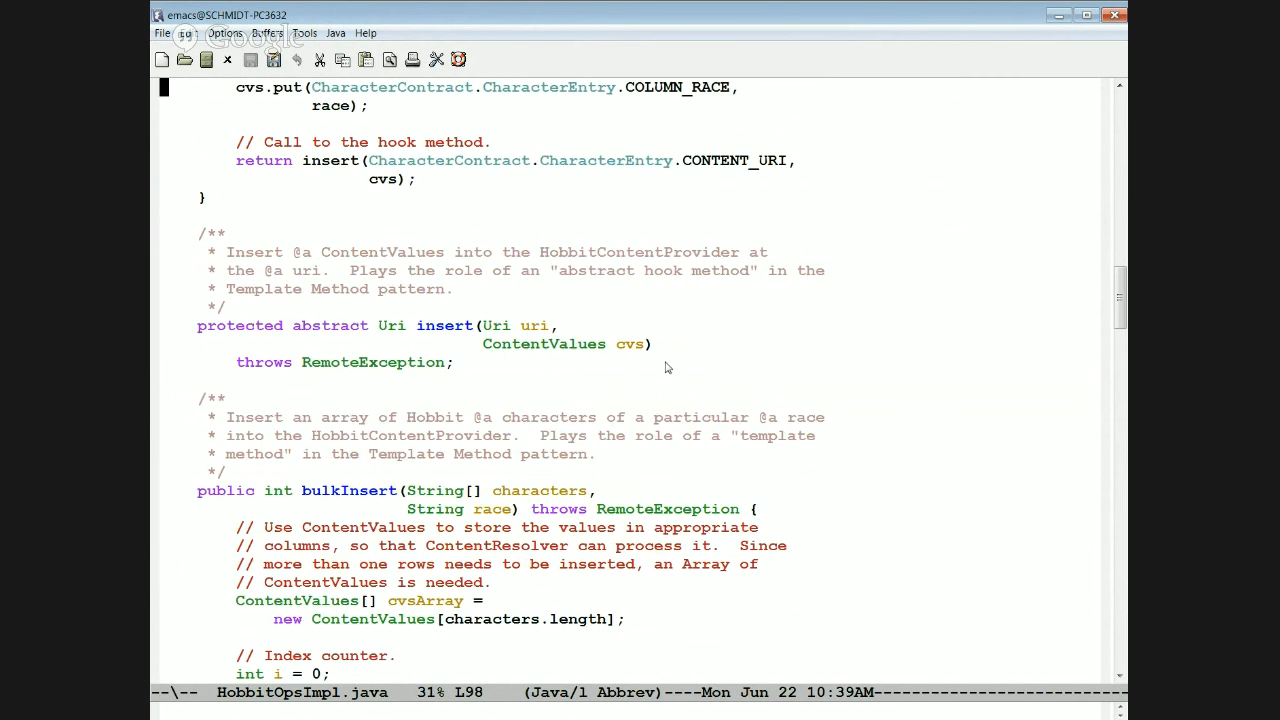 emacs@SCHMIDT-PC3632
File Edit Options Buffers Tools Java Help
Google
cvs.put(CharacterContract.CharacterEntry.COLUMN_RACE,
race);
// Call to the hook method.
return insert(CharacterContract.CharacterEntry.CONTENT_URI,
cvs);
}
/**
* Insert @a ContentValues into the HobbitContentProvider at
* the @a uri.  Plays the role of an "abstract hook method" in the
* Template Method pattern.
*/
protected abstract Uri insert(Uri uri,
ContentValues cvs)
throws RemoteException;
/**
* Insert an array of Hobbit @a characters of a particular @a race
* into the HobbitContentProvider.  Plays the role of a "template
* method" in the Template Method pattern.
*/
public int bulkInsert(String[] characters,
String race) throws RemoteException {
// Use ContentValues to store the values in appropriate
// columns, so that ContentResolver can process it.  Since
// more than one rows needs to be inserted, an Array of
// ContentValues is needed.
ContentValues[] cvsArray =
new ContentValues[characters.length];
// Index counter.
int i = 0;
--\-- HobbitOpsImpl.java 31% L98 (Java/l Abbrev)----Mon Jun 22 10:39AM----